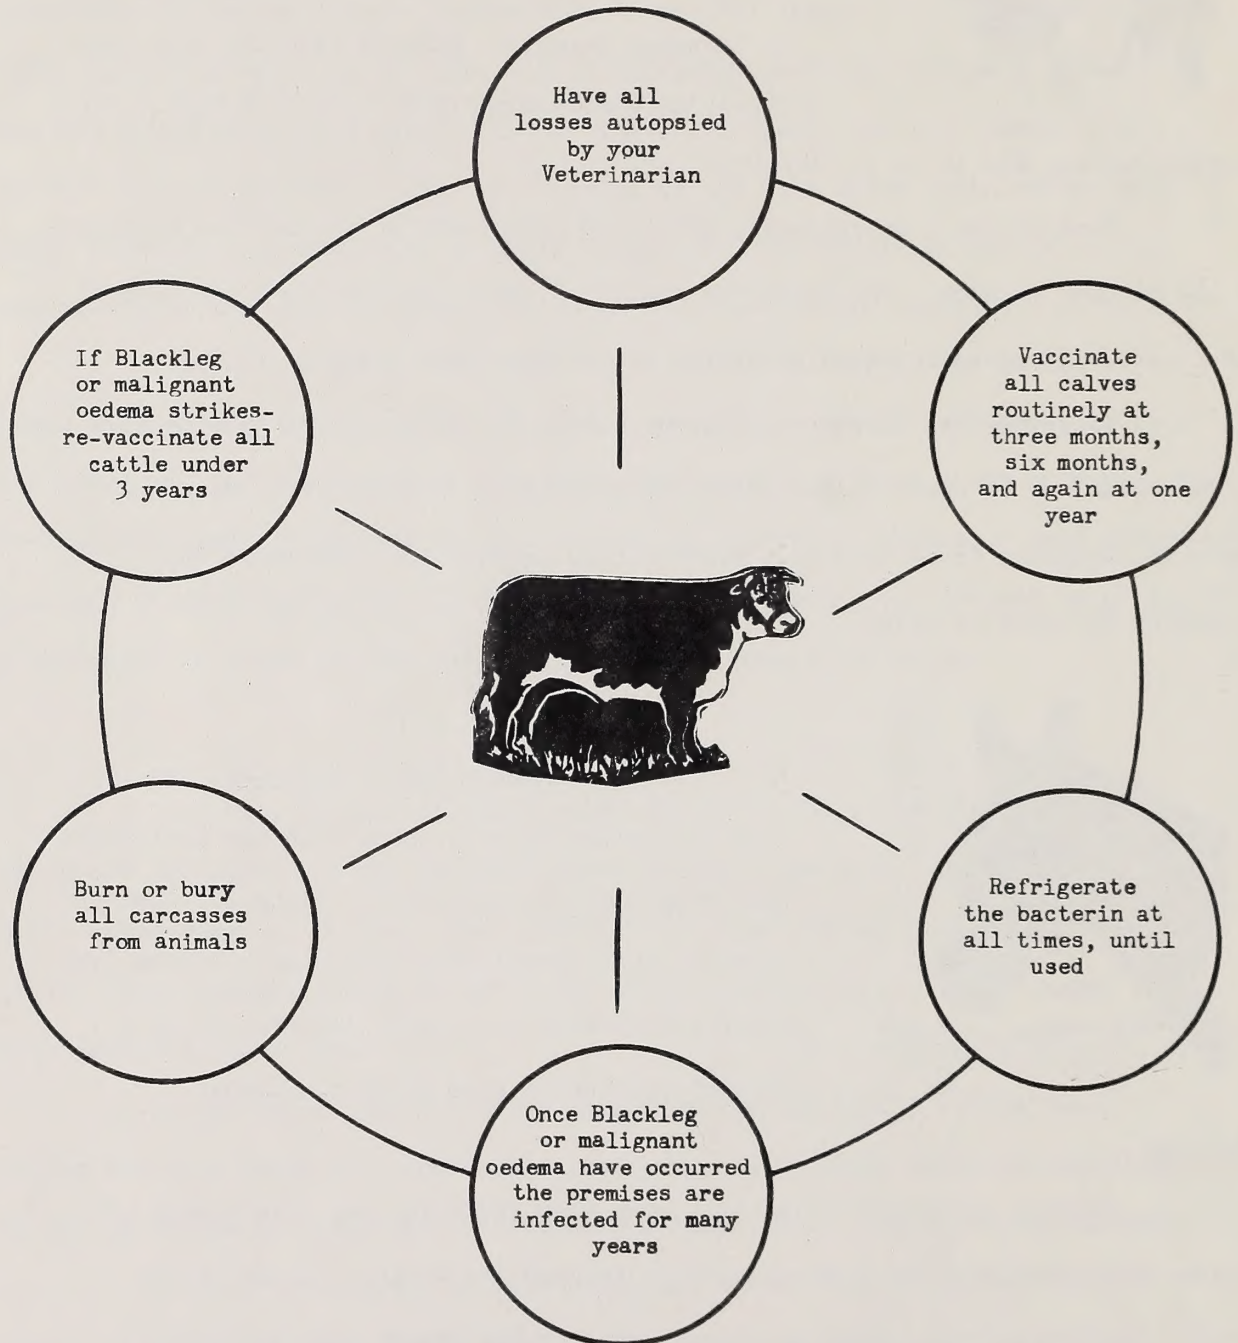 Have all
losses autopsied
by your
Veterinarian
Vaccinate
all calves
routinely at
three months,
six months,
and again at one
year
Refrigerate
the bacterin at
all times, until
used
Once Blackleg
or malignant
oedema have occurred
the premises are
infected for many
years
Burn or bury
all carcasses
from animals
If Blackleg
or malignant
oedema strikes-
re-vaccinate all
cattle under
3 years